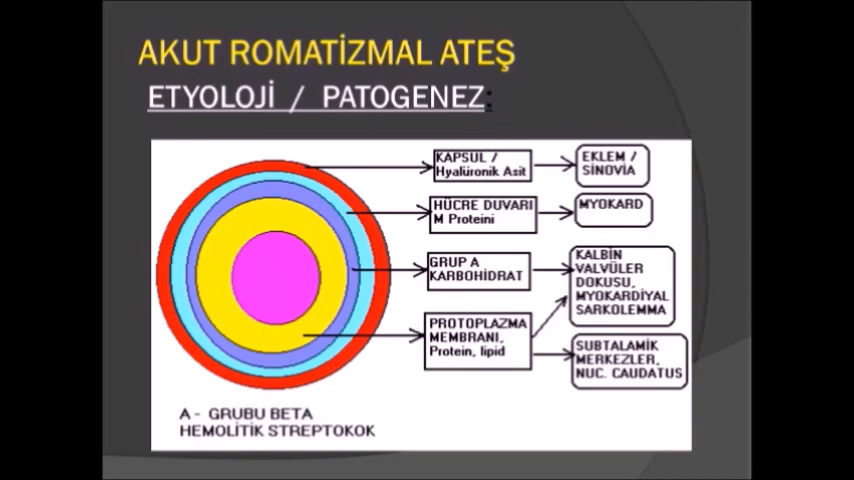 AKUT ROMATİZMAL ATEŞ
ETYOLOJİ / PATOGENEZ:
KAPSUL /
Hyalüronik Asit
EKLEM /
SİNOVİA
HÜCRE DUVARI
M Proteini
MYOKARD
GRUP A
KARBOHİDRAT
KALBİN
VALVÜLER
DOKUSU,
MYOKARDİYAL
SARKOLEMMA
PROTOPLAZMA
MEMBRANI,
Protein, lipid
SUBTALAMİK
MERKEZLER,
NUC. CAUDATUS
A - GRUBU BETA
HEMOLİTİK STREPTOKOK